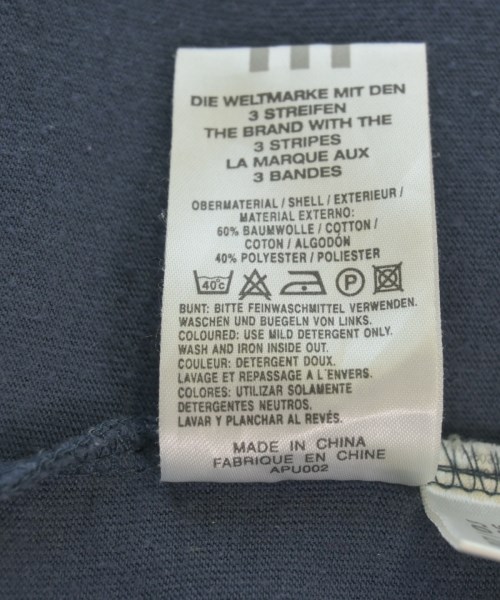 DIE WELTMARKE MIT DEN
3 STREIFEN
THE BRAND WITH THE
3 STRIPES
LA MARQUE AUX
3 BANDES
OBERMATERIAL / SHELL / EXTERIEUR /
MATERIAL EXTERNO:
60% BAUMWOLLE / COTTON /
COTON / ALGODÓN
40% POLYESTER / POLIESTER
40°C P
BUNT: BITTE FEINWASCHMITTEL VERWENDEN.
WASCHEN UND BUEGELN VON LINKS.
COLOURED: USE MILD DETERGENT ONLY.
WASH AND IRON INSIDE OUT.
COULEUR: DETERGENT DOUX.
LAVAGE ET REPASSAGE A L'ENVERS.
COLORES: UTILIZAR SOLAMENTE
DETERGENTES NEUTROS.
LAVAR Y PLANCHAR AL REVÉS.
MADE IN CHINA
FABRIQUE EN CHINE
APU002